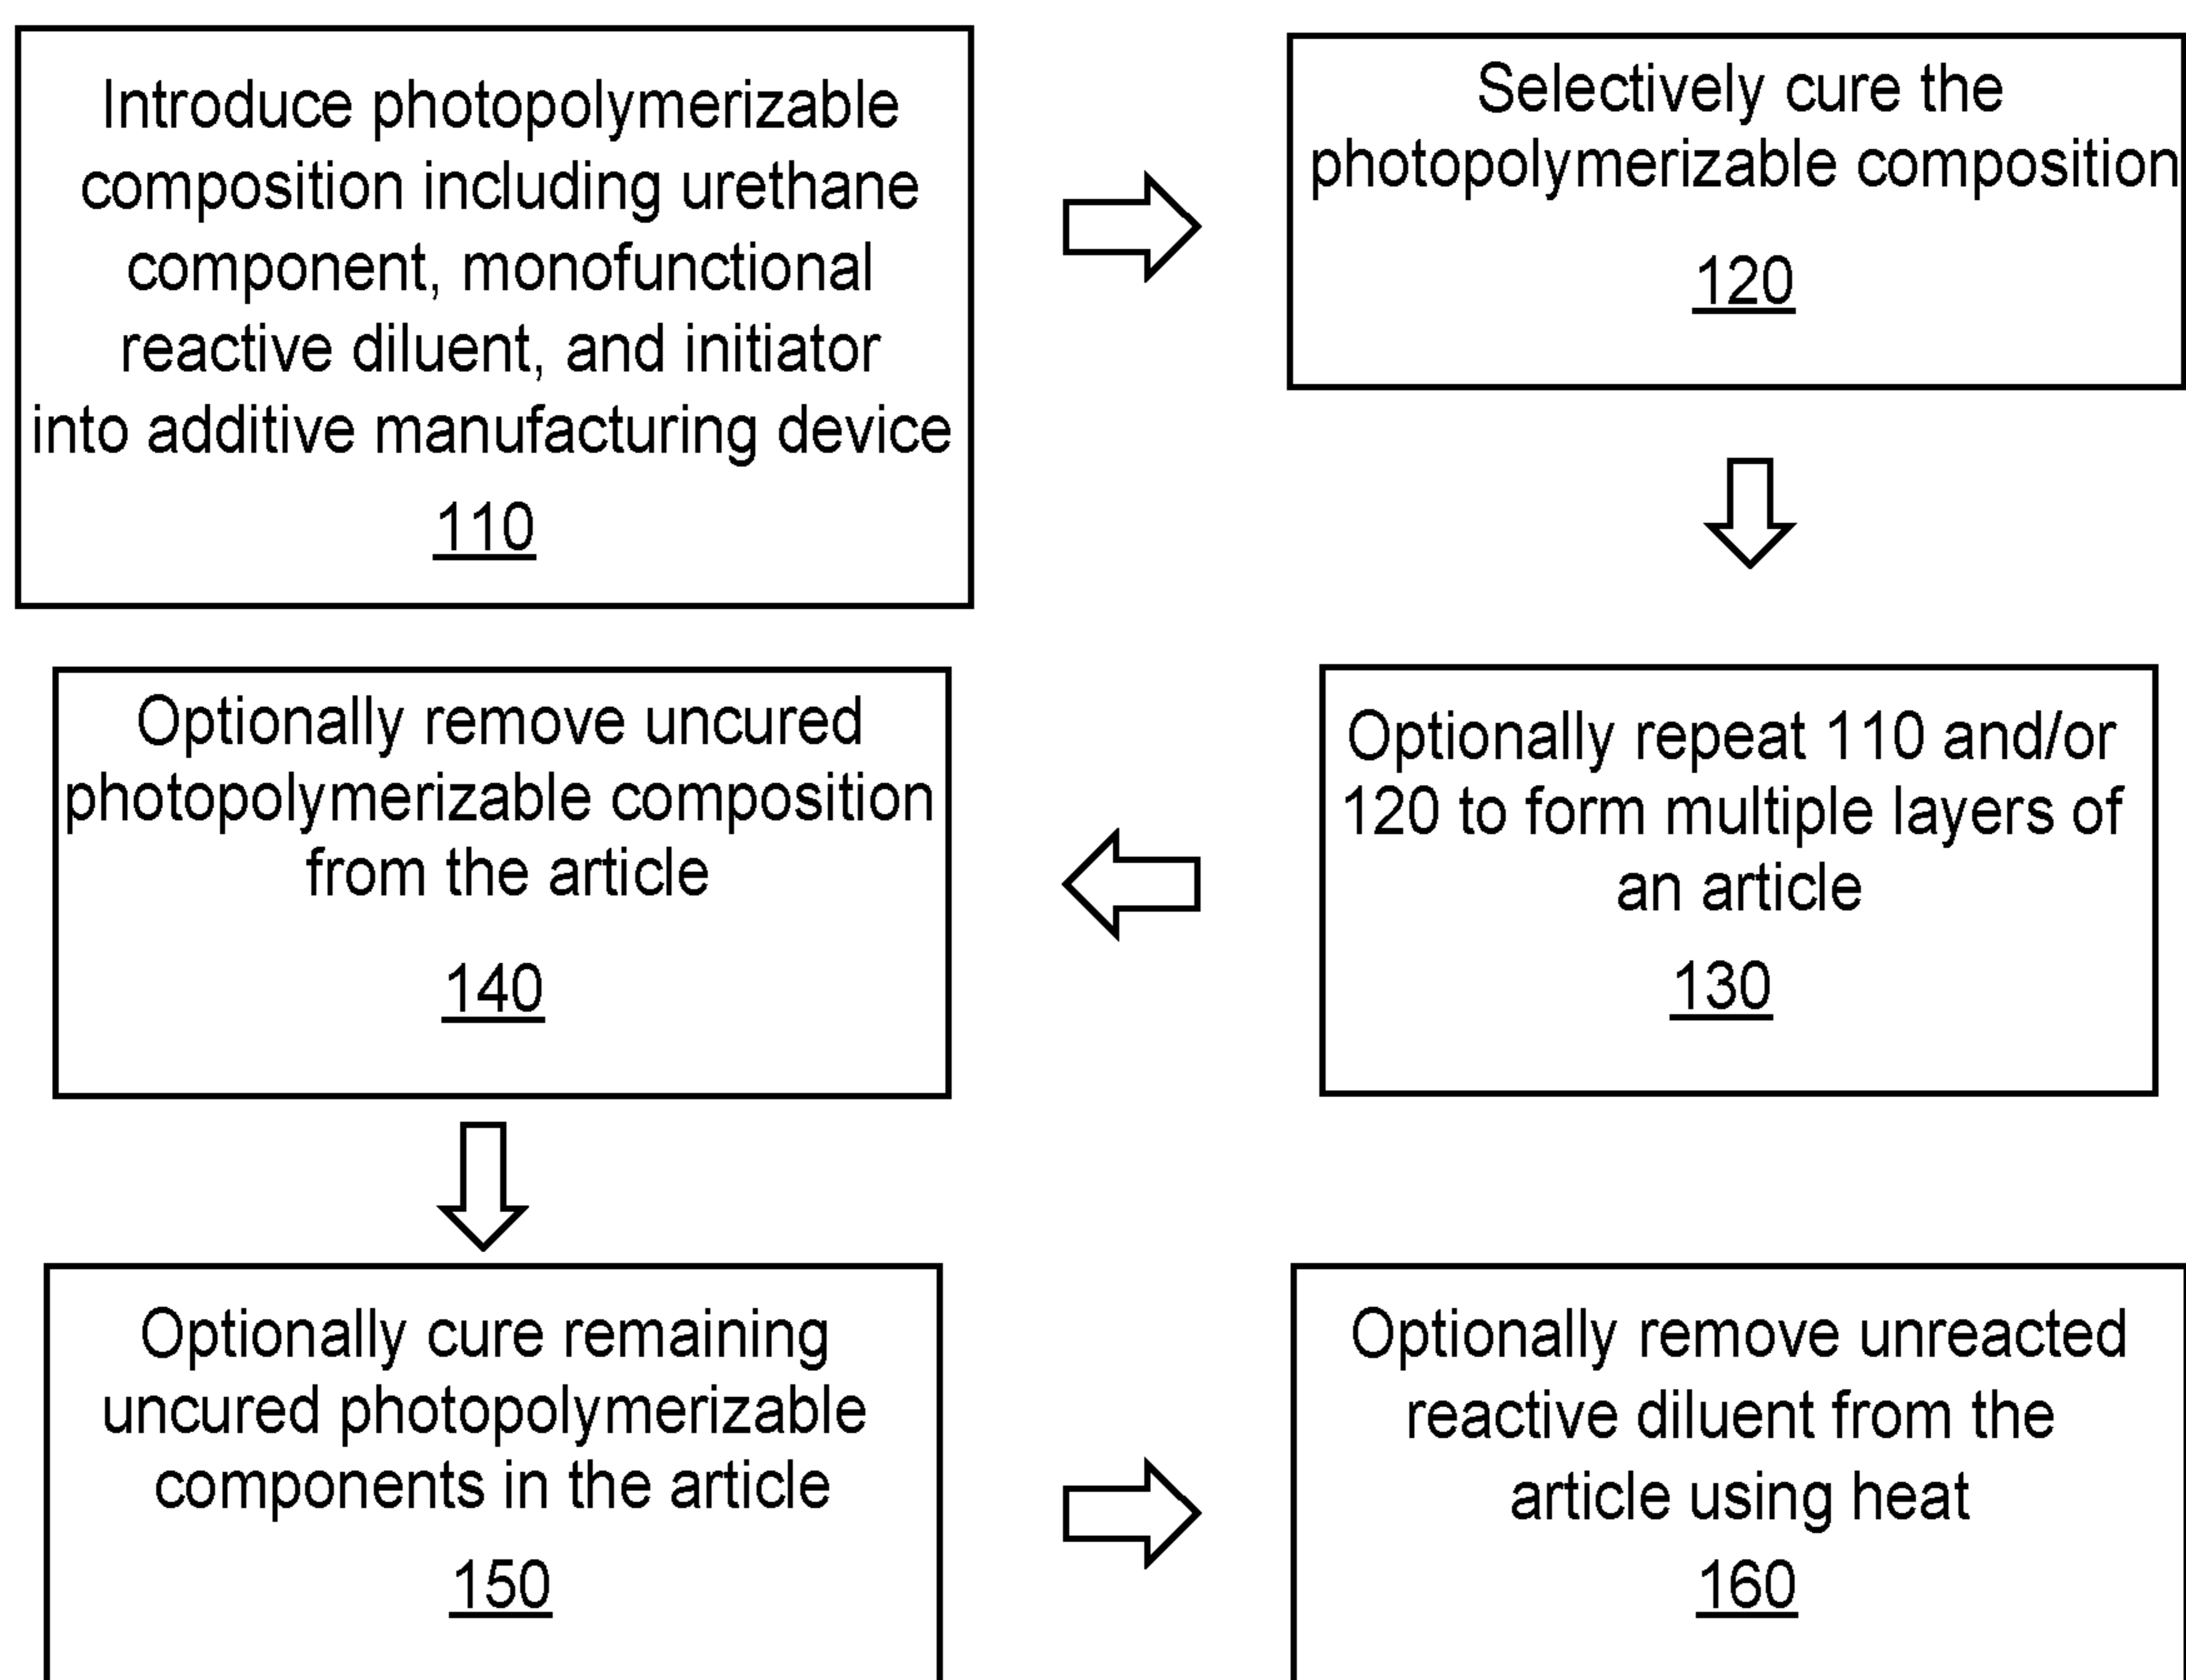 Introduce photopolymerizable
composition including urethane
component, monofunctional
reactive diluent, and initiator
into additive manufacturing device
110
Selectively cure the
photopolymerizable composition
120
Optionally repeat 110 and/or
120 to form multiple layers of
an article
130
Optionally remove uncured
photopolymerizable composition
from the article
140
Optionally cure remaining
uncured photopolymerizable
components in the article
150
Optionally remove unreacted
reactive diluent from the
article using heat
160